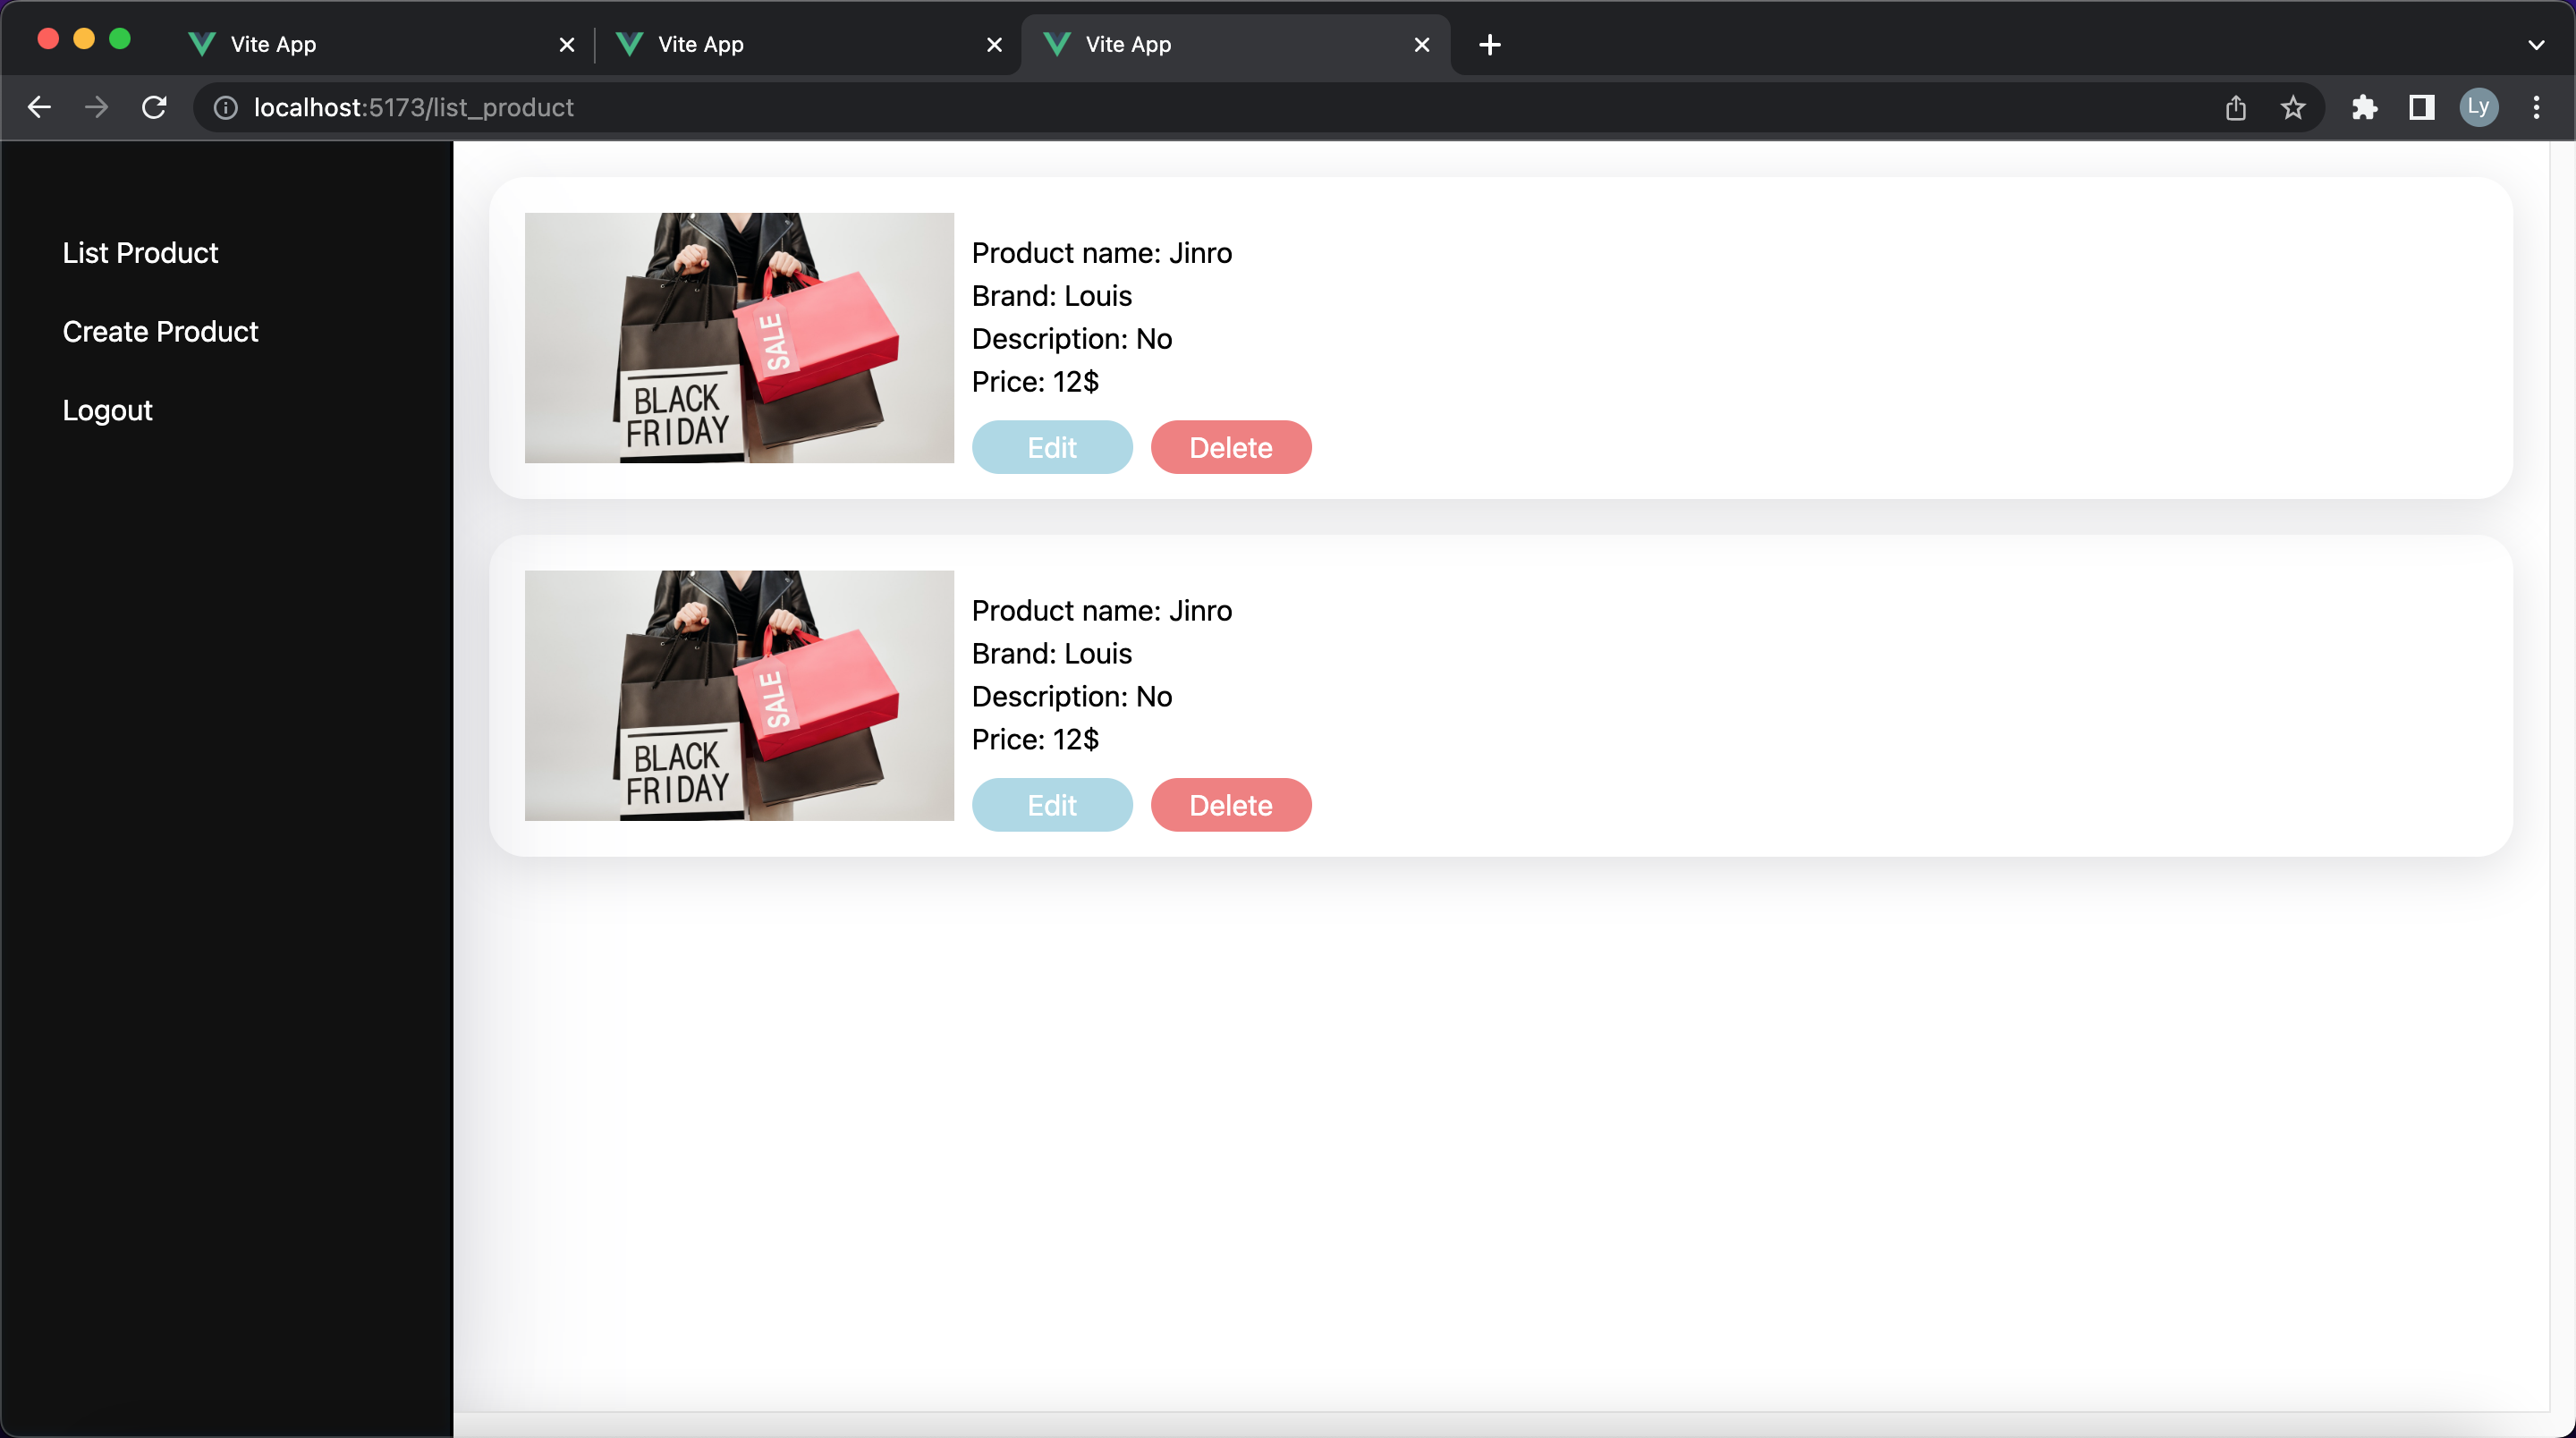 Vite App
Vite App
Vite App
localhost:5173/list_product
Ly
List Product
Create Product
Logout
SALE
BLACK
FRIDAY
Product name: Jinro
Brand: Louis
Description: No
Price: 12$
Edit
Delete
SALE
BLACK
FRIDAY
Product name: Jinro
Brand: Louis
Description: No
Price: 12$
Edit
Delete